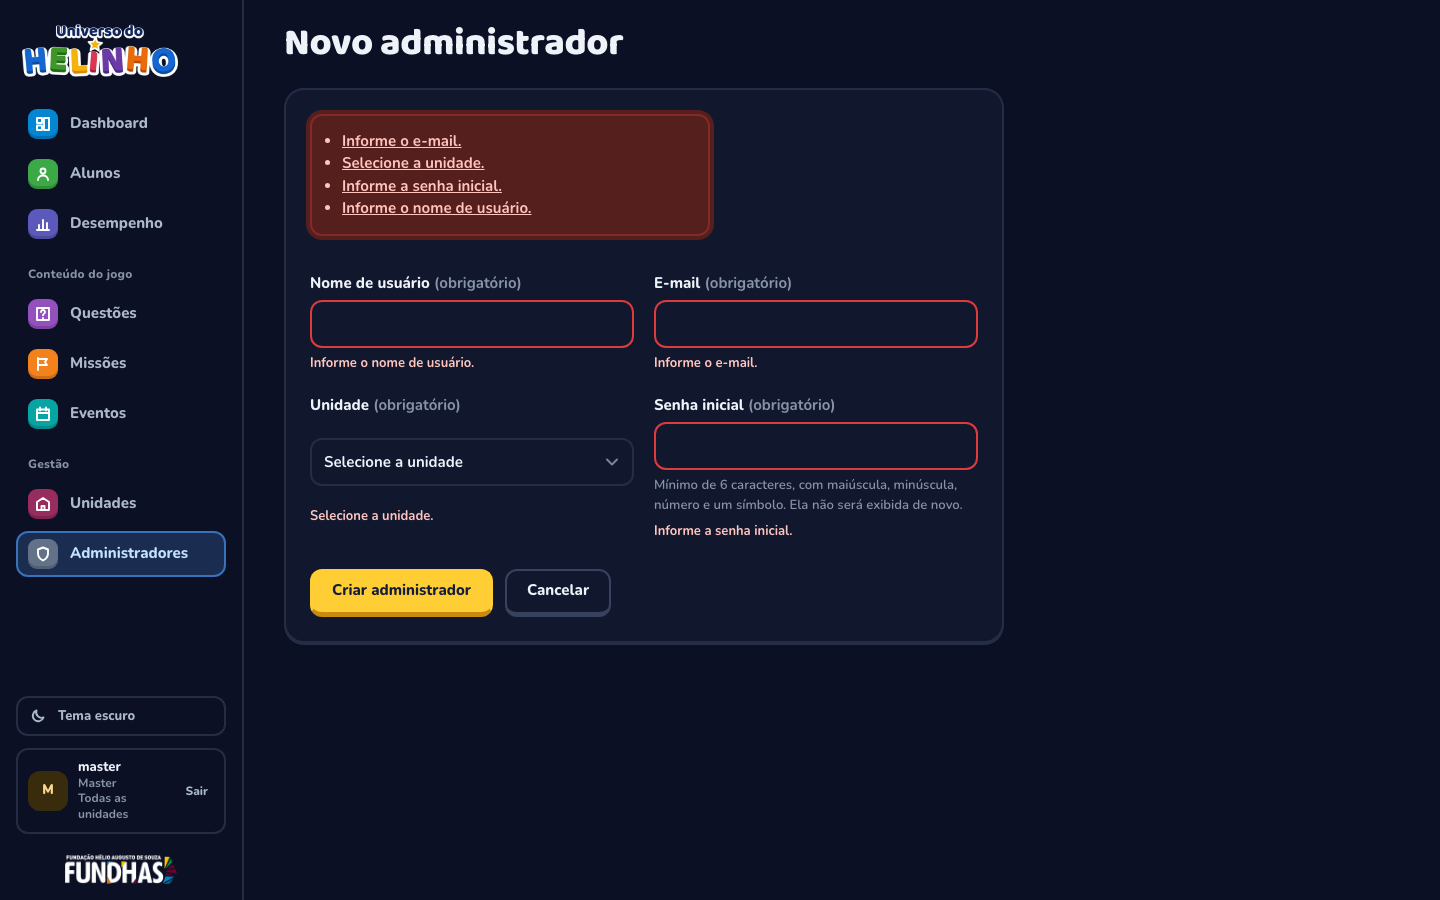 Universo do
HELINHO
Dashboard
Alunos
Desempenho
Conteúdo do jogo
Questões
Missões
Eventos
Gestão
Unidades
Administradores
Tema escuro
M
master
Master
Todas as
unidades
Sair
FUNDAÇÃO HÉLIO AUGUSTO DE SOUZA
FUNDHAS
Novo administrador
Informe o e-mail.
Selecione a unidade.
Informe a senha inicial.
Informe o nome de usuário.
Nome de usuário (obrigatório)
Informe o nome de usuário.
E-mail (obrigatório)
Informe o e-mail.
Unidade (obrigatório)
Selecione a unidade
Selecione a unidade.
Senha inicial (obrigatório)
Mínimo de 6 caracteres, com maiúscula, minúscula,
número e um símbolo. Ela não será exibida de novo.
Informe a senha inicial.
Criar administrador
Cancelar